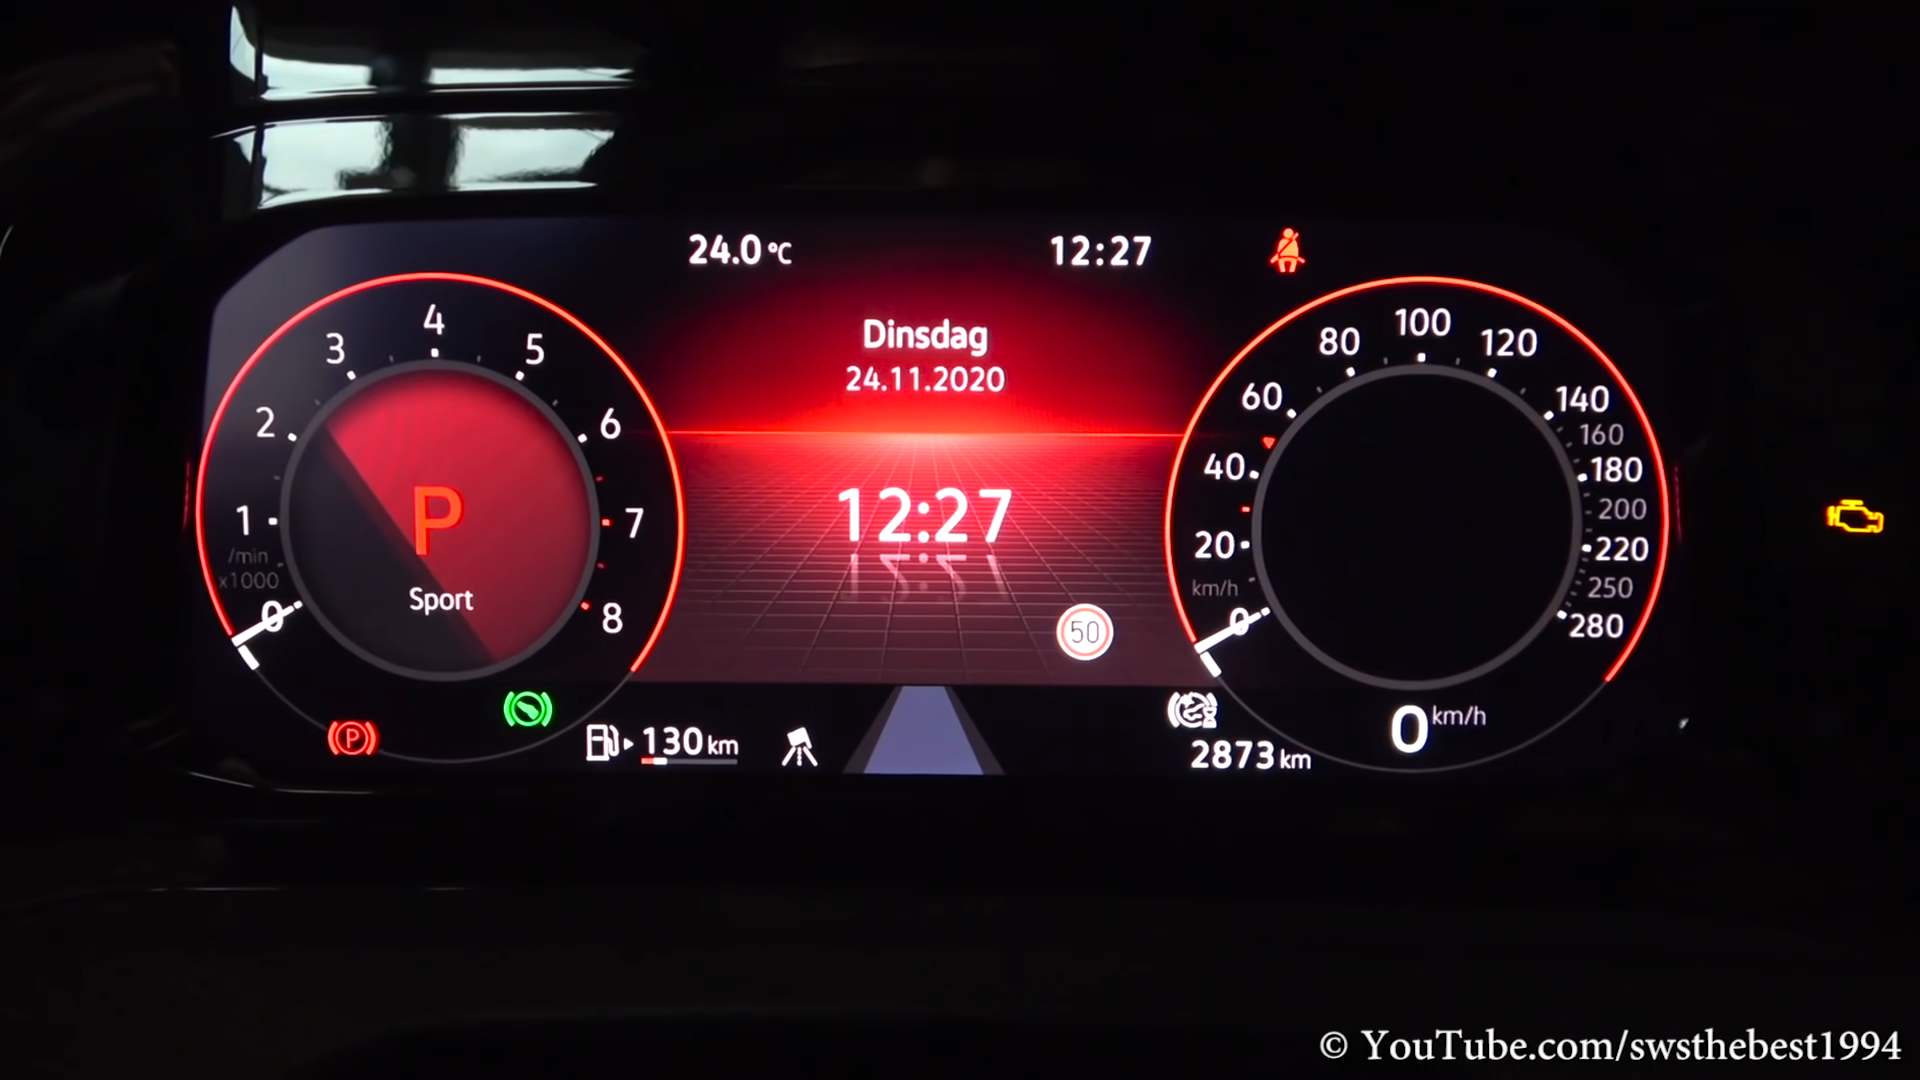 24.0 °C
12:27
Dinsdag
24.11.2020
12:27
50
0
1
2
3
4
5
6
7
8
/min
x1000
P
Sport
P
130 km
0
20
40
60
80
100
120
140
160
180
200
220
250
280
km/h
0 km/h
2873 km
© YouTube.com/swsthebest1994